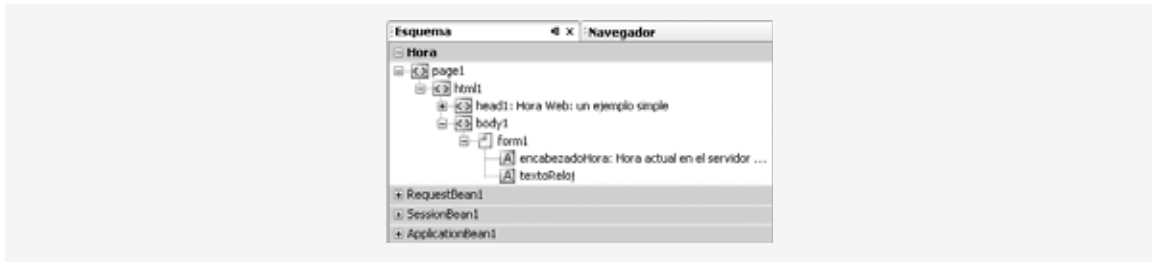 Esquema Navegador
Hora
page1
html1
head1: Hora Web: un ejemplo simple
body1
form1
encabezadoHora: Hora actual en el servidor ...
textoReloj
RequestBean1
SessionBean1
ApplicationBean1